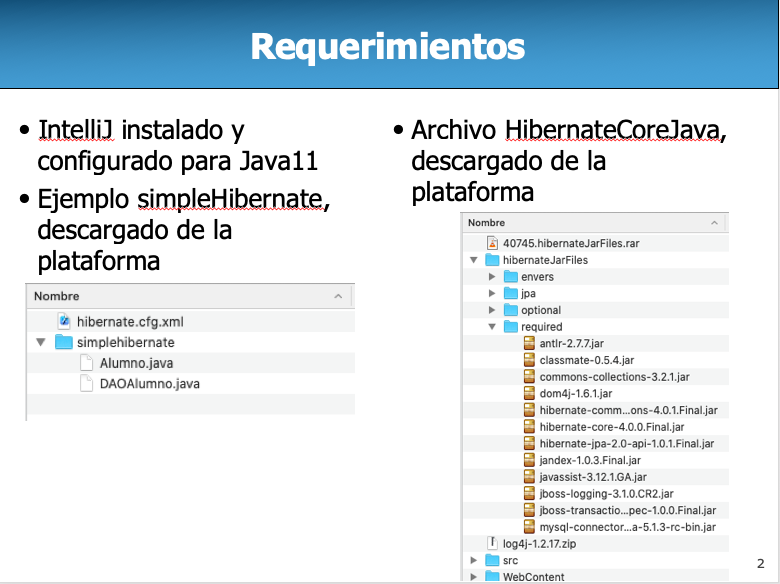 Requerimientos
• IntelliJ instalado y
configurado para Java11
• Ejemplo simpleHibernate,
descargado de la
plataforma
Nombre
hibernate.cfg.xml
simplehibernate
Alumno.java
DAOAlumno.java
• Archivo HibernateCoreJava,
descargado de la
plataforma
Nombre
40745.hibernateJarFiles.rar
hibernateJarFiles
envers
jpa
optional
required
antlr-2.7.7.jar
classmate-0.5.4.jar
commons-collections-3.2.1.jar
dom4j-1.6.1.jar
hibernate-comm...ons-4.0.1.Final.jar
hibernate-core-4.0.0.Final.jar
hibernate-jpa-2.0-api-1.0.1.Final.jar
jandex-1.0.3.Final.jar
javassist-3.12.1.GA.jar
jboss-logging-3.1.0.CR2.jar
jboss-transactio...pec-1.0.0.Final.jar
mysql-connector...a-5.1.3-rc-bin.jar
log4j-1.2.17.zip
src
WebContent
2